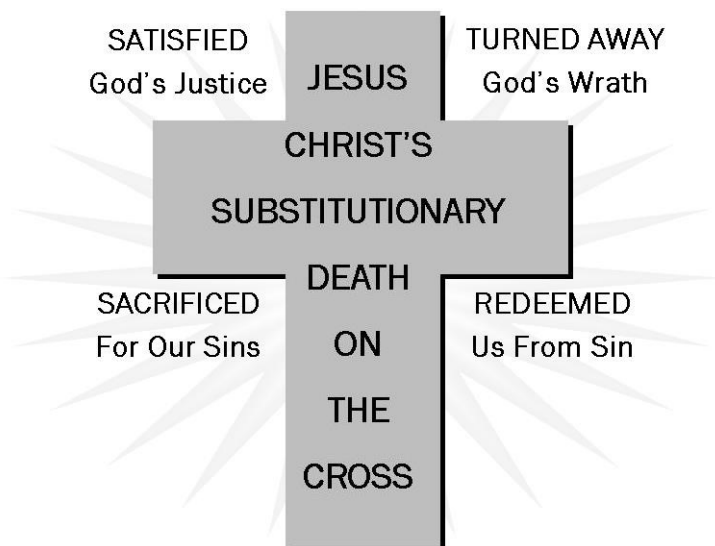 SATISFIED
God's Justice
TURNED AWAY
God's Wrath
JESUS
CHRIST'S
SUBSTITUTIONARY
DEATH
ON
THE
CROSS
SACRIFICED
For Our Sins
REDEEMED
Us From Sin